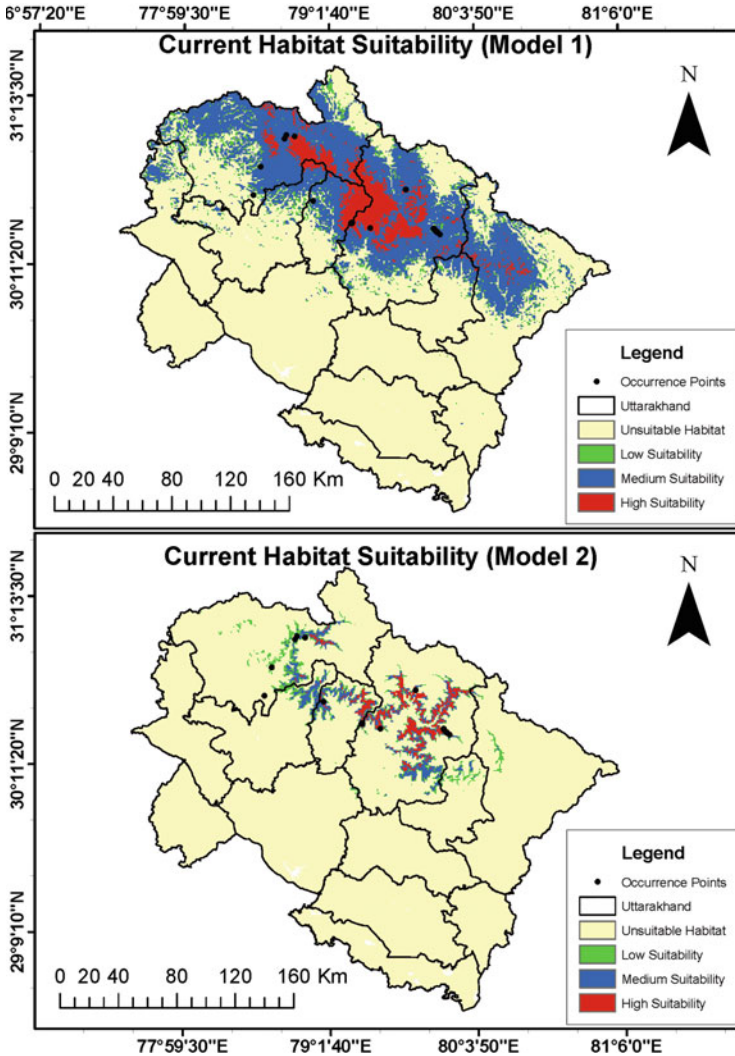 6°57'20"E 77°59'30"E 79°1'40"E 80°3'50"E 81°6'0"E
Current Habitat Suitability (Model 1)
N
31°13'30"N
30°11'20"N
29°9'10"N
Legend
Occurrence Points
Uttarakhand
Unsuitable Habitat
Low Suitability
Medium Suitability
High Suitability
0 20 40 80 120 160 Km
Current Habitat Suitability (Model 2)
N
31°13'30"N
30°11'20"N
29°9'10"N
Legend
Occurrence Points
Uttarakhand
Unsuitable Habitat
Low Suitability
Medium Suitability
High Suitability
0 20 40 80 120 160 Km
77°59'30"E 79°1'40"E 80°3'50"E 81°6'0"E